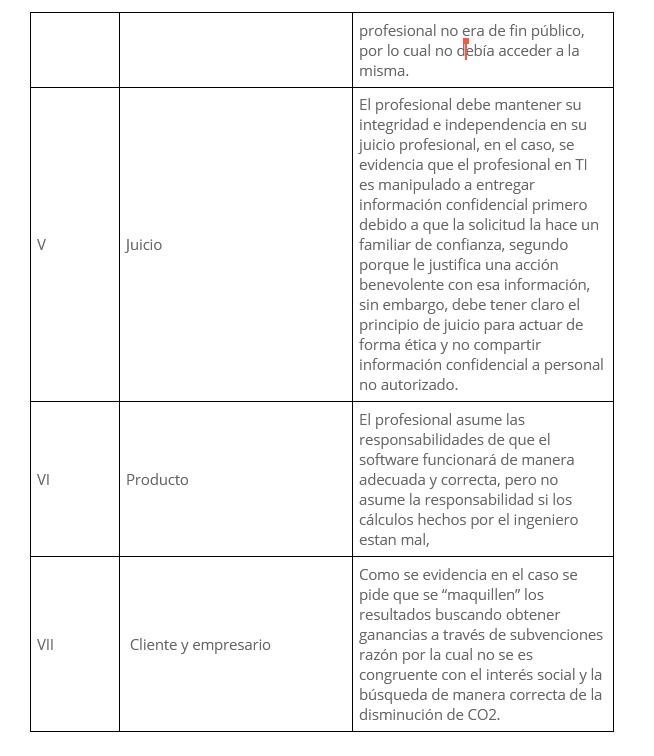 profesional no era de fin público,
por lo cual no debía acceder a la
misma.
V
Juicio
El profesional debe mantener su
integridad e independencia en su
juicio profesional, en el caso, se
evidencia que el profesional en TI
es manipulado a entregar
información confidencial primero
debido a que la solicitud la hace un
familiar de confianza, segundo
porque le justifica una acción
benevolente con esa información,
sin embargo, debe tener claro el
principio de juicio para actuar de
forma ética y no compartir
información confidencial a personal
no autorizado.
VI
Producto
El profesional asume las
responsabilidades de que el
software funcionará de manera
adecuada y correcta, pero no
asume la responsabilidad si los
cálculos hechos por el ingeniero
estan mal,
VII
Cliente y empresario
Como se evidencia en el caso se
pide que se “maquillen” los
resultados buscando obtener
ganancias a través de subvenciones
razón por la cual no se es
congruente con el interés social y la
búsqueda de manera correcta de la
disminución de CO2.